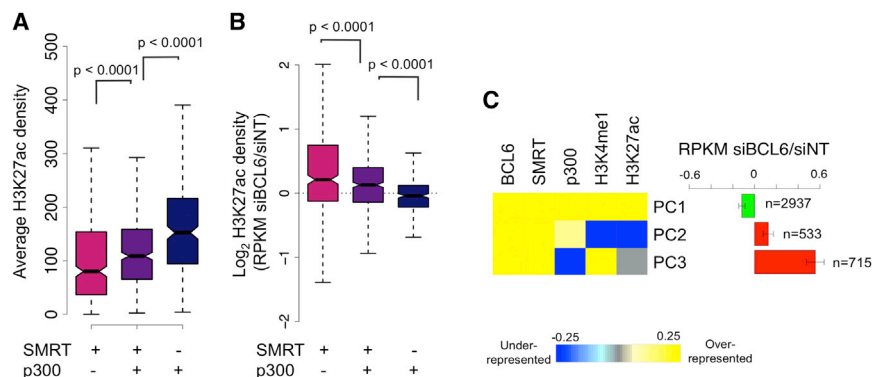 A
p < 0.0001
p < 0.0001
Average H3K27ac density
500
400
300
200
100
0
SMRT + + -
p300 - + +
B
p < 0.0001
p < 0.0001
Log2 H3K27ac density
(RPKM siBCL6/siNT)
2
1
0
-1
-2
SMRT + + -
p300 - + +
C
BCL6
SMRT
p300
H3K4me1
H3K27ac
RPKM siBCL6/siNT
-0.6 0 0.6
PC1 n=2937
PC2 n=533
PC3 n=715
Under-
represented
-0.25 0.25
Over-
represented